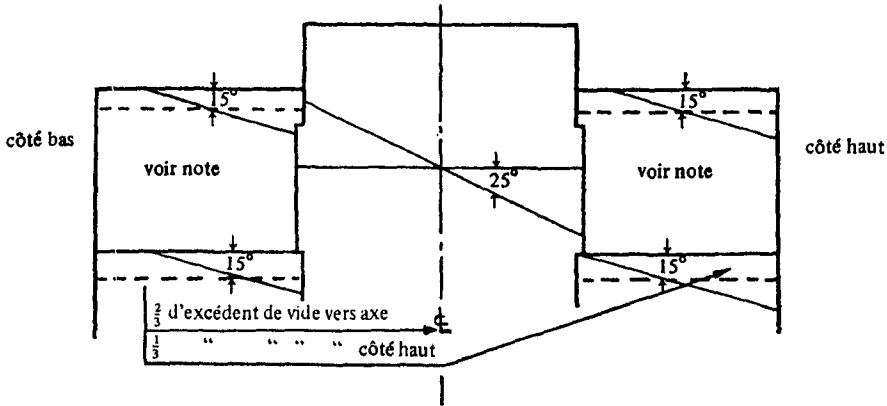 15°
15°
côté bas
côté haut
voir note
voir note
25°
15°
15°
2/3 d'excédent de vide vers axe
℄
1/3 " " " " côté haut